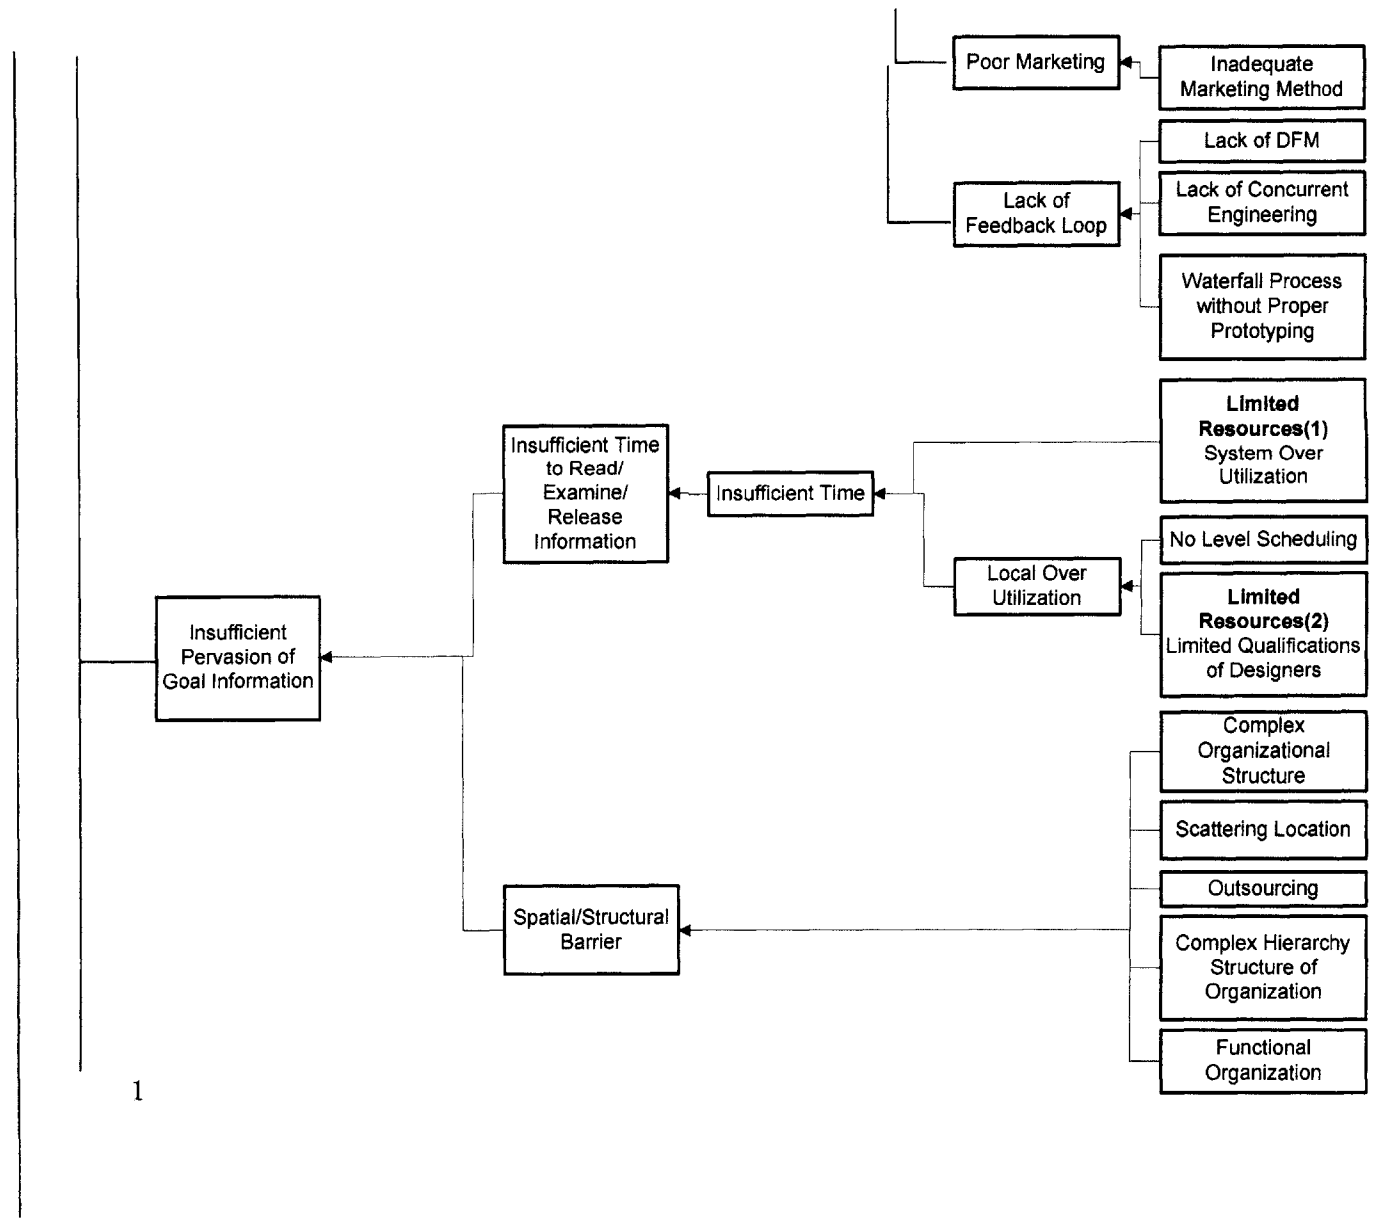 Poor Marketing
Inadequate
Marketing Method
Lack of DFM
Lack of
Feedback Loop
Lack of Concurrent
Engineering
Waterfall Process
without Proper
Prototyping
Limited
Resources(1)
System Over
Utilization
Insufficient Time
to Read/
Examine/
Release
Information
Insufficient Time
No Level Scheduling
Local Over
Utilization
Limited
Resources(2)
Limited Qualifications
of Designers
Insufficient
Pervasion of
Goal Information
Complex
Organizational
Structure
Scattering Location
Outsourcing
Spatial/Structural
Barrier
Complex Hierarchy
Structure of
Organization
Functional
Organization
1